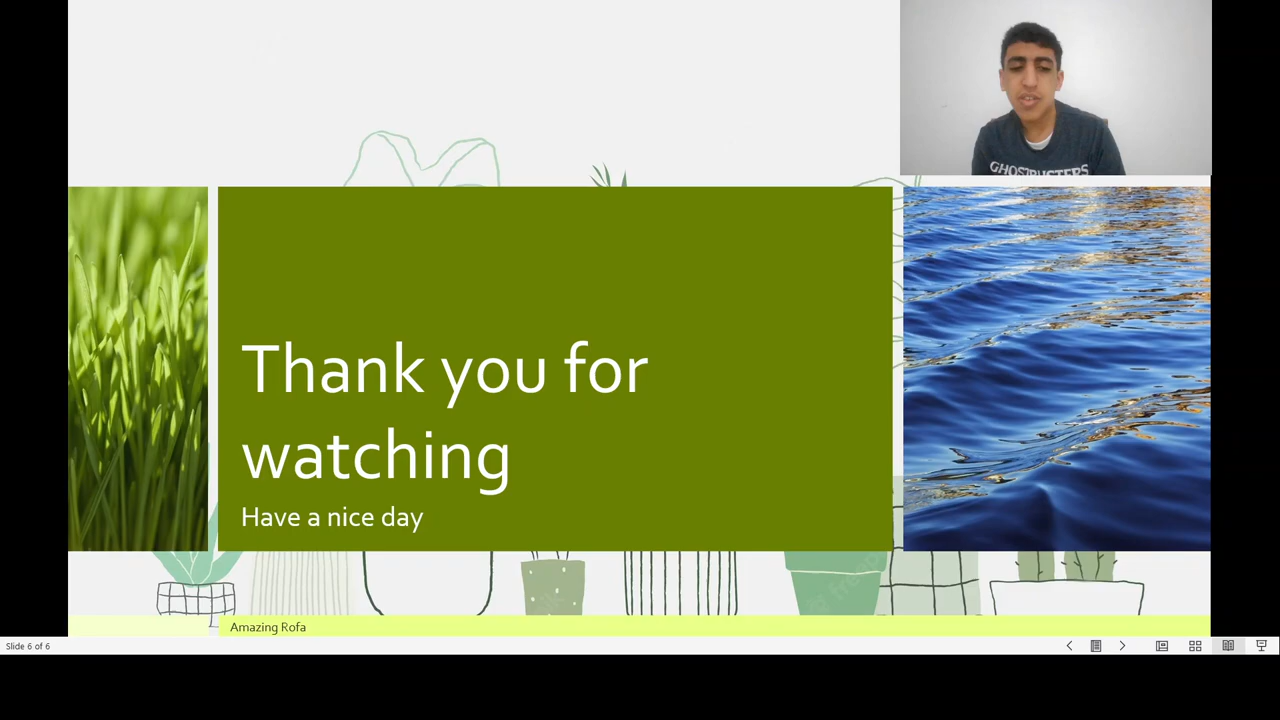 GHOSTBUSTERS
Thank you for
watching
Have a nice day
Amazing Rofa
Slide 6 of 6